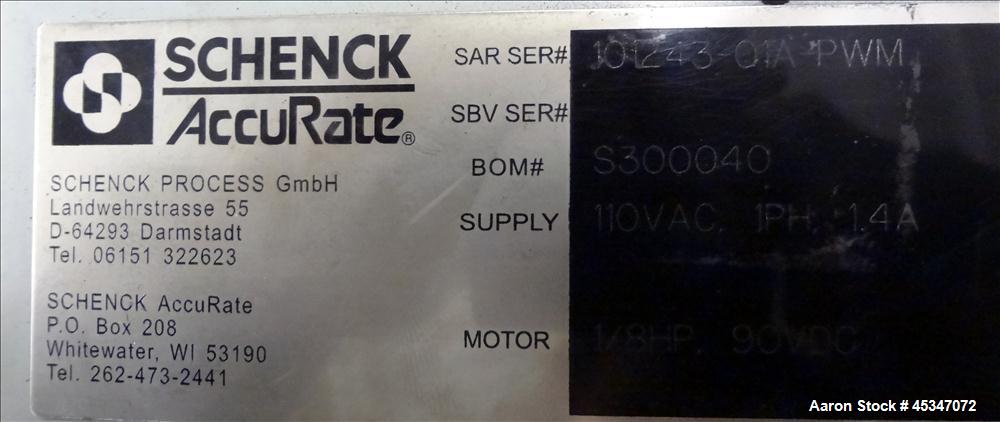 SCHENCK
AccuRate®
SCHENCK PROCESS GmbH
Landwehrstrasse 55
D-64293 Darmstadt
Tel. 06151 322623
SCHENCK AccuRate
P.O. Box 208
Whitewater, WI 53190
Tel. 262-473-2441
SAR SER# 101243-01A PWM
SBV SER#
BOM# S300040
SUPPLY 110VAC, 1PH, 1.4A
MOTOR 1/8HP, 90VDC
Aaron Stock # 45347072